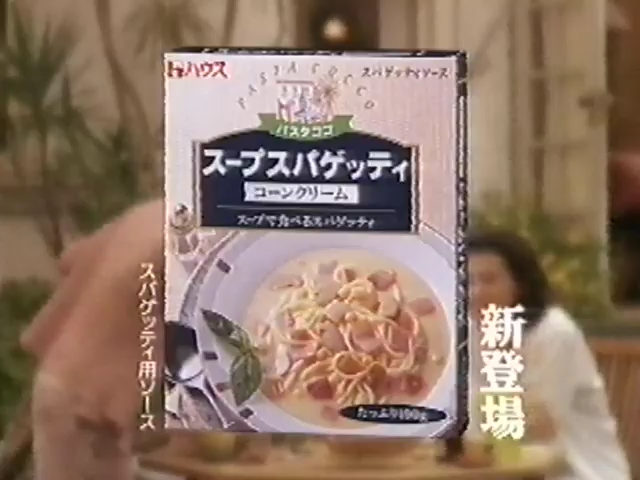 ハウス
スパゲッティソース
PASTA COCCO
パスタココ
スープスパゲッティ
コーンクリーム
スープで食べるスパゲッティ
たっぷり190g
スパゲッティ用ソース
新登場